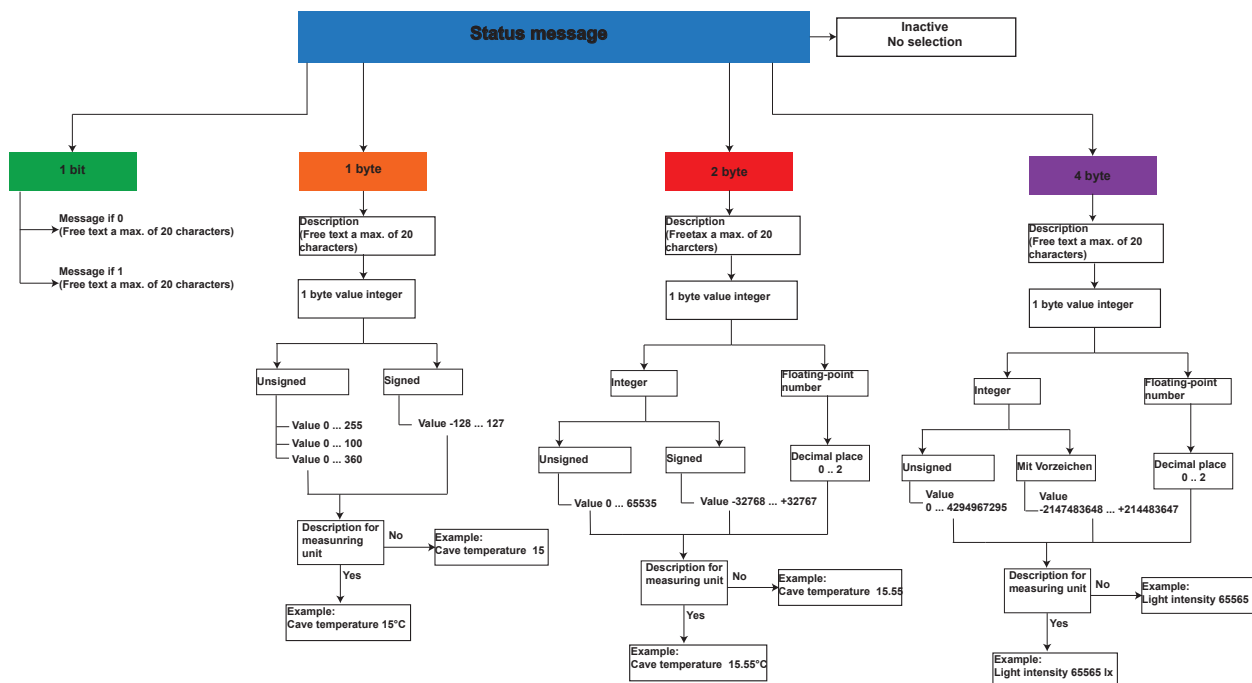 Status message
Inactive
No selection
1 bit
1 byte
2 byte
4 byte
Message if 0
(Free text a max. of 20 characters)
Message if 1
(Free text a max. of 20 characters)
Description
(Free text a max. of 20
characters)
1 byte value integer
Unsigned
Signed
Value 0 ... 255
Value 0 ... 100
Value 0 ... 360
Value -128 ... 127
Description for
measunring
unit
No
Example:
Cave temperature 15
Yes
Example:
Cave temperature 15°C
Description
(Freetax a max. of 20
charcters)
1 byte value integer
Integer
Floating-point
number
Unsigned
Signed
Decimal place
0 .. 2
Value 0 ... 65535
Value -32768 ... +32767
Description for
measuring unit
No
Example:
Cave temperature 15.55
Yes
Example:
Cave temperature 15.55°C
Description
(Free text a max. of 20
characters)
1 byte value integer
Integer
Floating-point
number
Unsigned
Mit Vorzeichen
Decimal place
0 .. 2
Value
0 ... 4294967295
Value
-2147483648 ... +214483647
Description for
measuring unit
No
Example:
Light intensity 65565
Yes
Example:
Light intensity 65565 lx